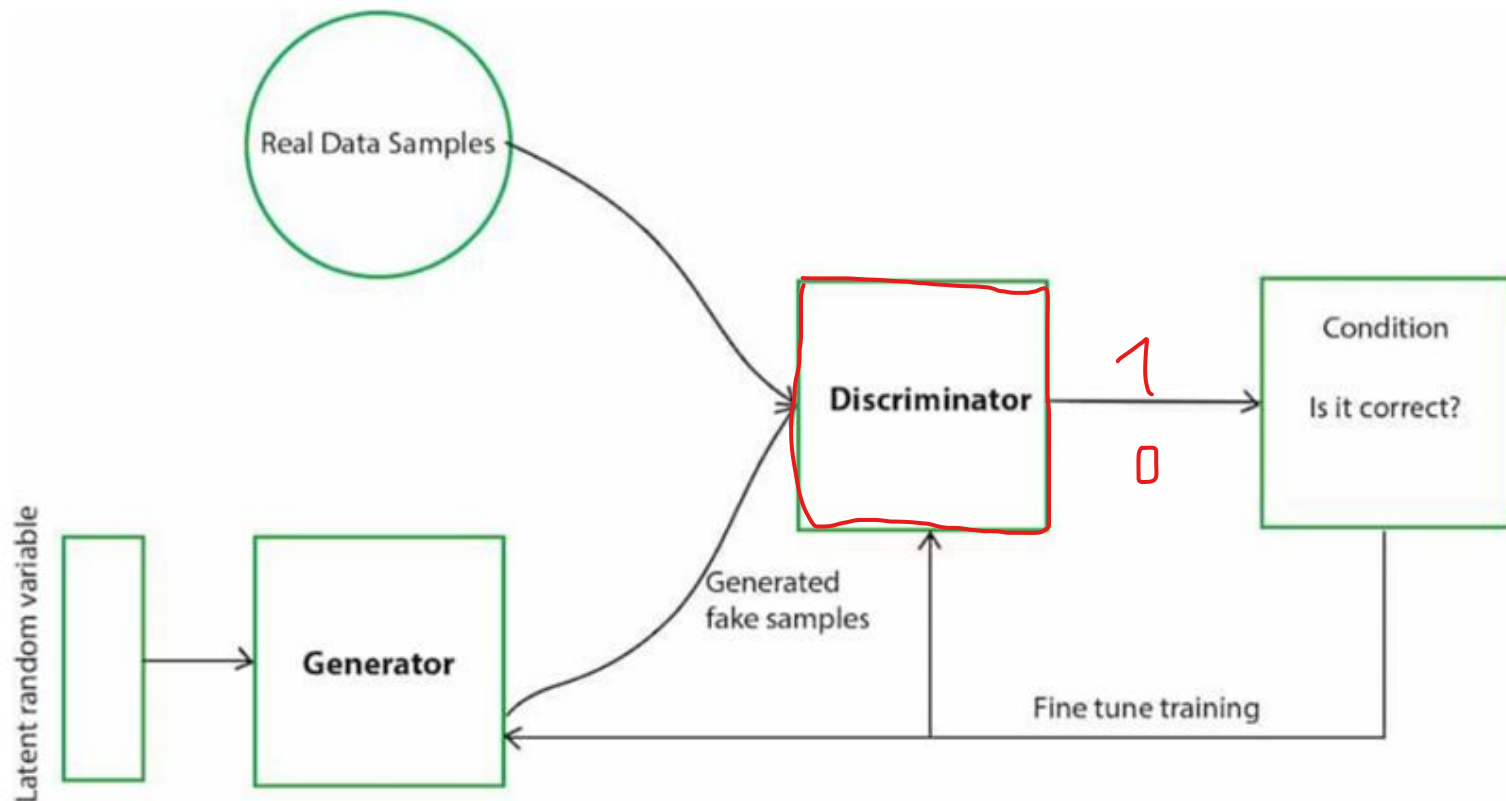 Real Data Samples
Condition
Is it correct?
1
Discriminator
0
Generated
fake samples
Latent random variable
Generator
Fine tune training